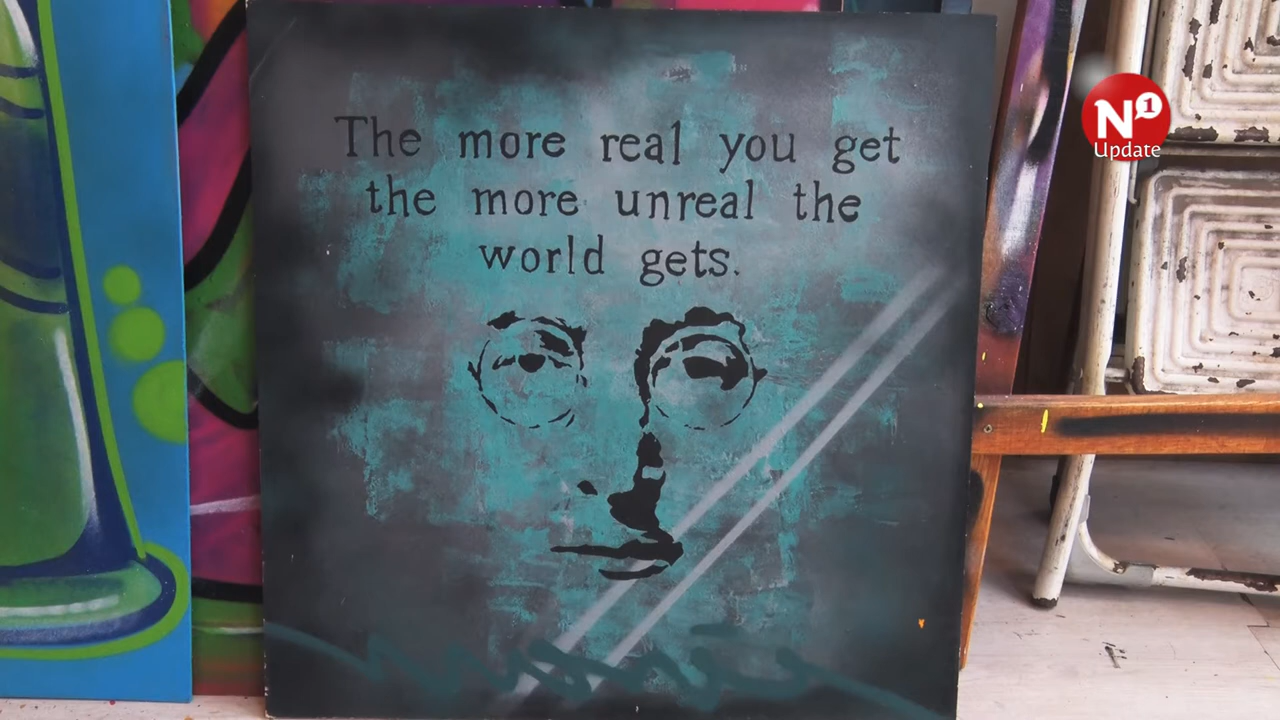 The more real you get
the more unreal the
world gets.
N1
Update